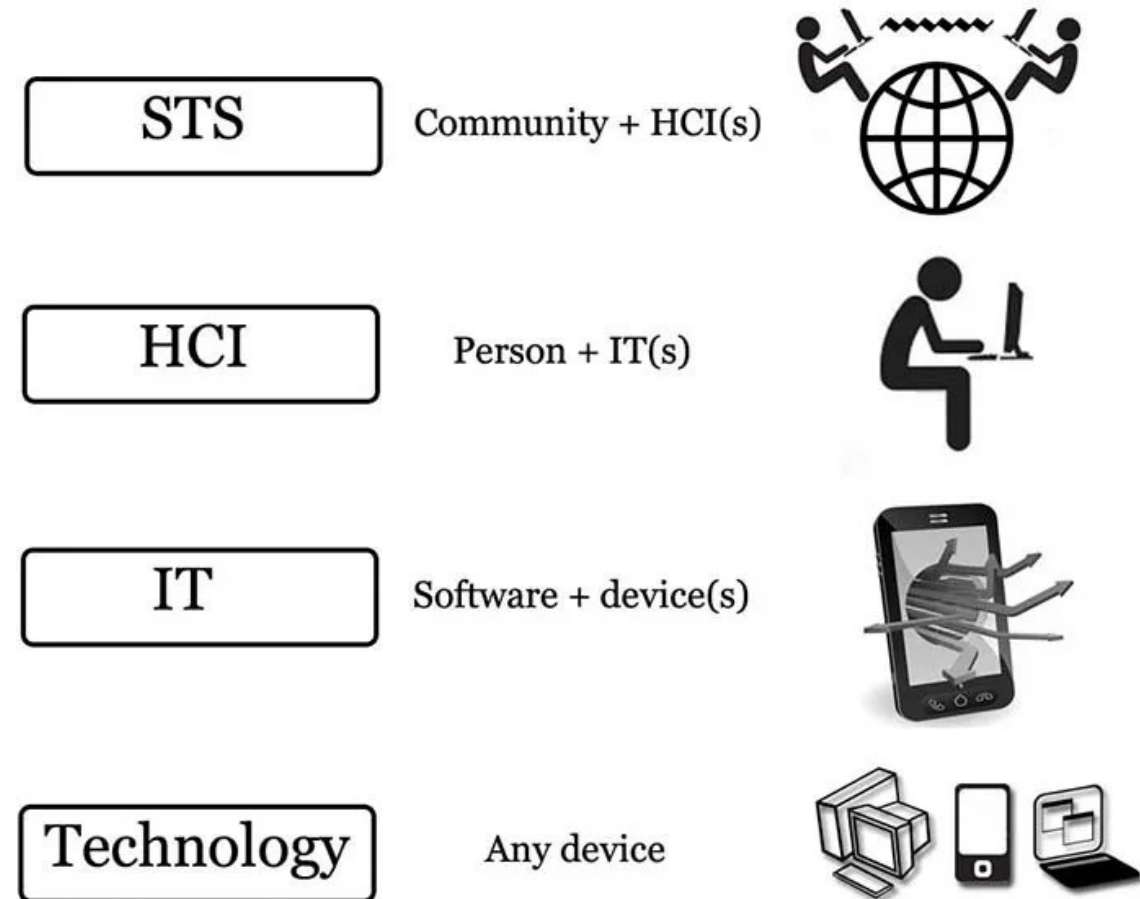 STS
Community + HCI(s)
HCI
Person + IT(s)
IT
Software + device(s)
Technology
Any device